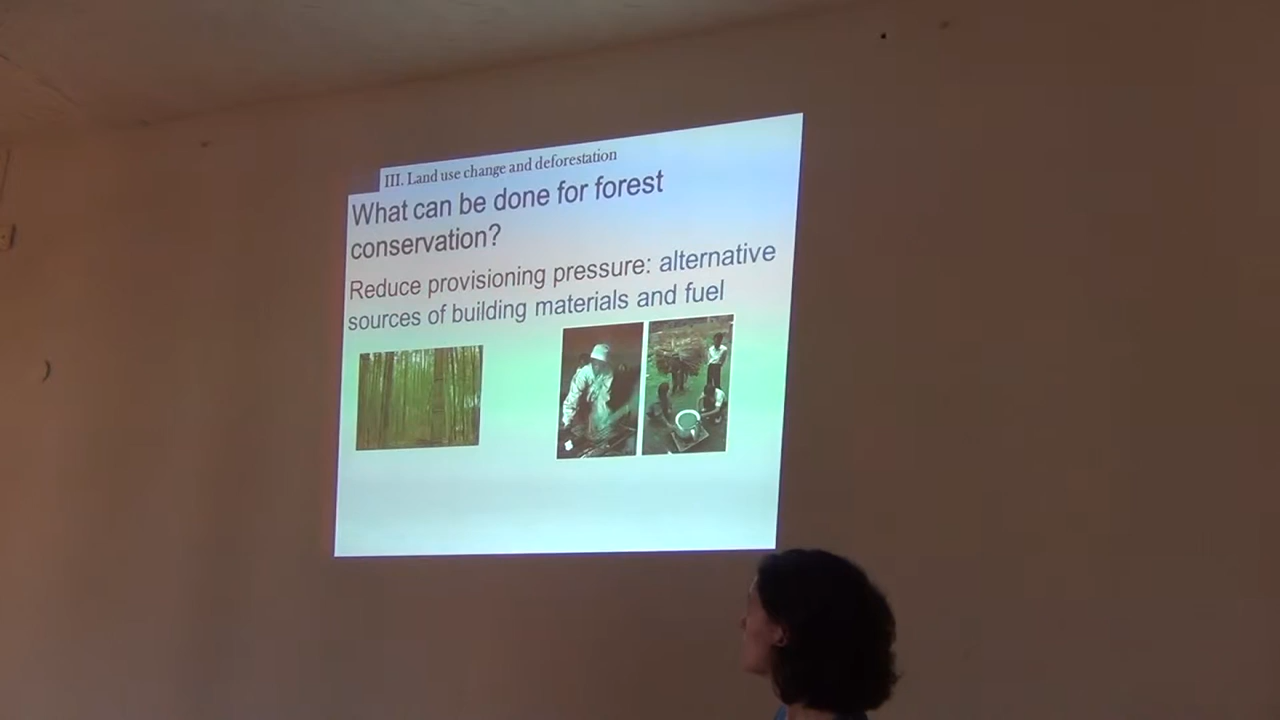 III. Land use change and deforestation
What can be done for forest
conservation?
Reduce provisioning pressure: alternative
sources of building materials and fuel